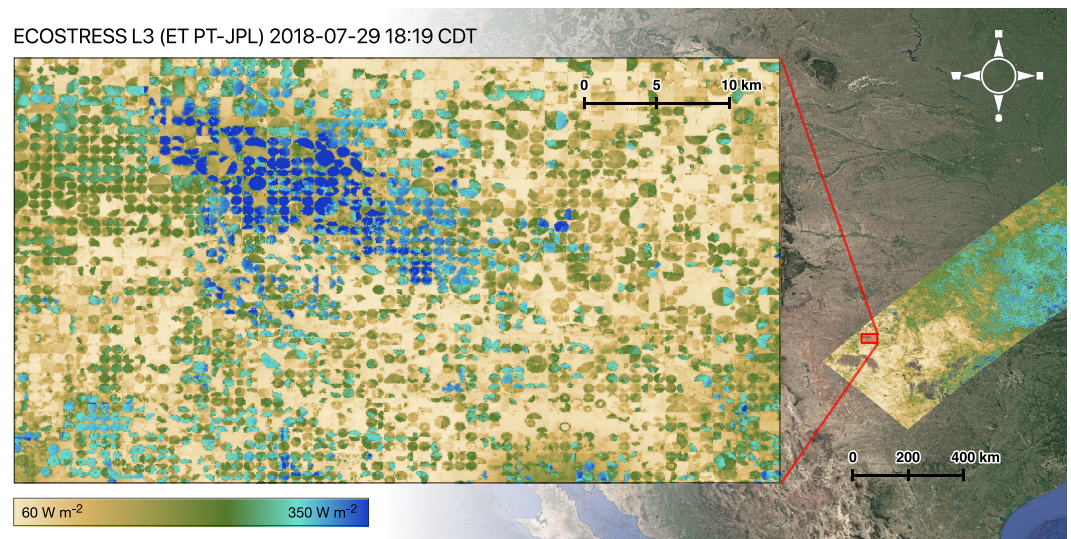 ECOSTRESS L3 (ET PT-JPL) 2018-07-29 18:19 CDT
0 5 10 km
0 200 400 km
60 W m⁻² 350 W m⁻²